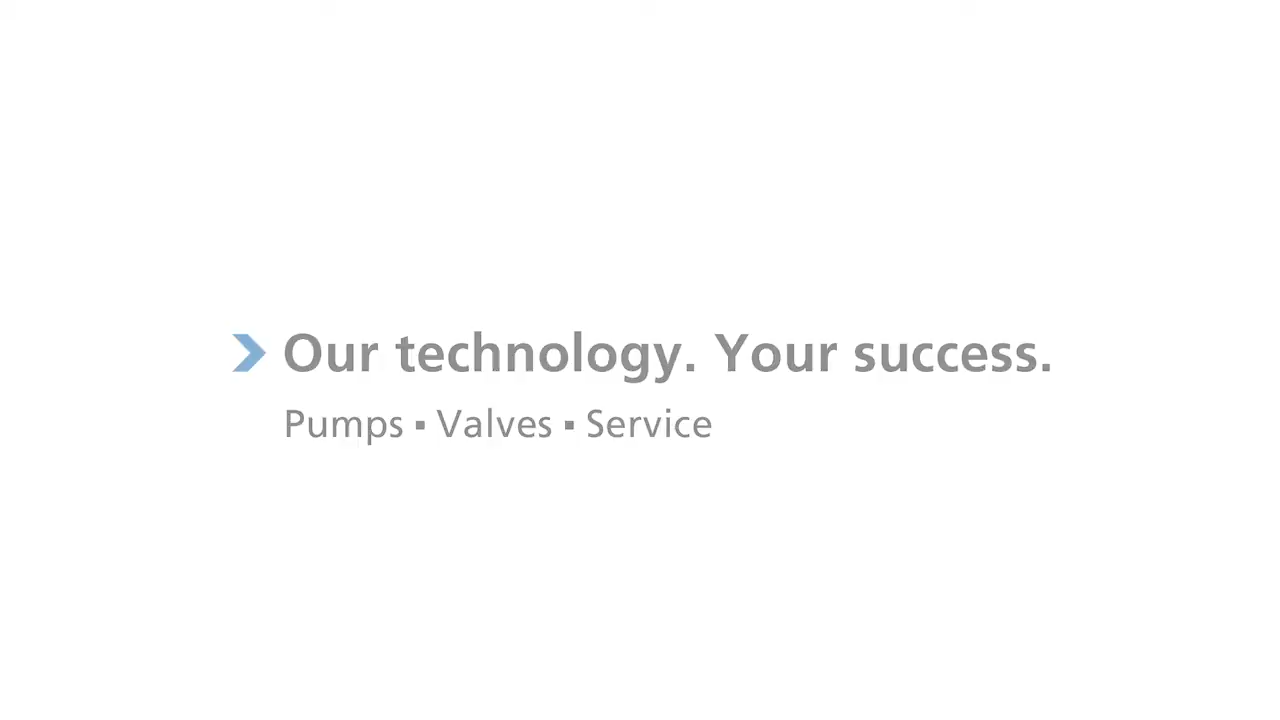 Our technology. Your success.
Pumps ▪ Valves ▪ Service